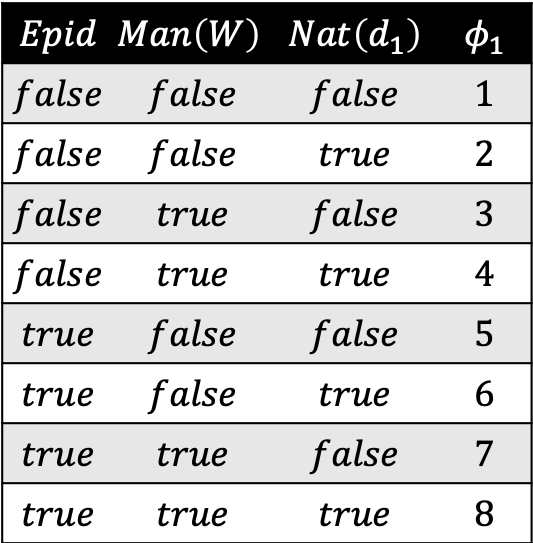 Epid Man(W) Nat(d₁) ϕ₁
false false false 1
false false true 2
false true false 3
false true true 4
true false false 5
true false true 6
true true false 7
true true true 8